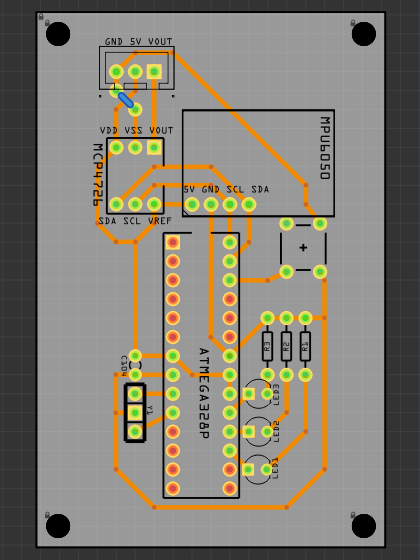 GND 5V VOUT
VDD VSS VOUT
MCP4726
SDA SCL VREF
MPU6050
5V GND SCL SDA
ATMEGA328P
Y1
R3
R2
R1
LED3
LED2
LED1